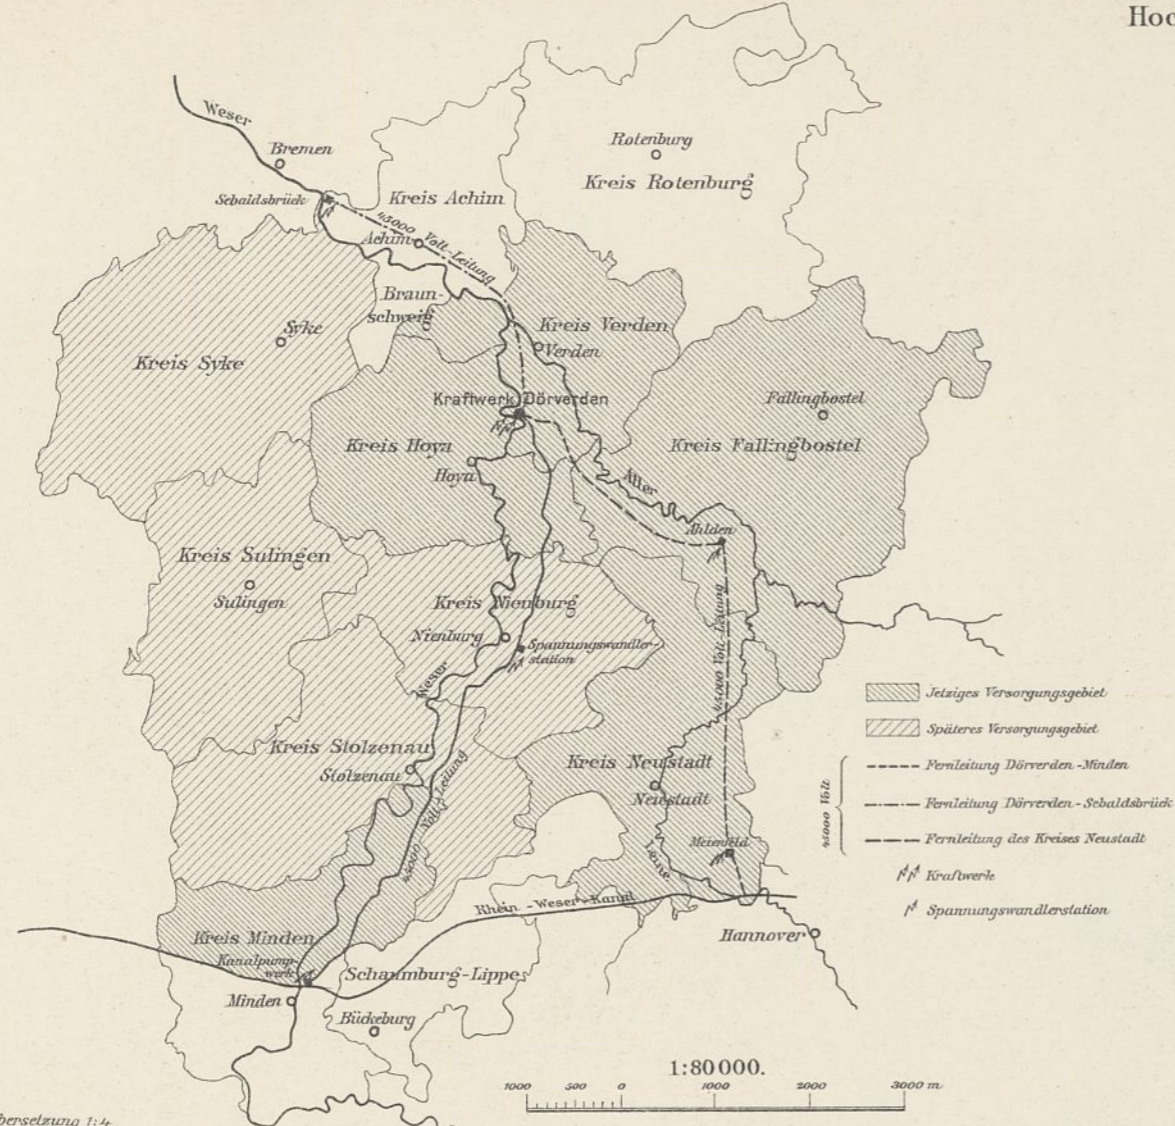 Hoc
Weser
Bremen
Sebaldsbrück
Rotenburg
Kreis Rotenburg
Kreis Achim
45000 Volt-Leitung
Achim
Braun-
schweig
Kreis Verden
Verden
Syke
Kreis Syke
Kraftwerk Dörverden
Fallingbostel
Kreis Fallingbostel
Kreis Hoya
Hoya
Aller
Ahlden
Kreis Sulingen
Sulingen
Kreis Nienburg
Nienburg
Spannungswandler-
station
45000 Volt-Leitung
Weser
Kreis Stolzenau
Stolzenau
45000 Volt-Leitung
Kreis Neustadt
Neustadt
Meienfeld
Leine
Rhein-Weser-Kanal
Hannover
Kreis Minden
Kanalpump-
werk
Minden
Schaumburg-Lippe
Bückeburg
Jetziges Versorgungsgebiet
Späteres Versorgungsgebiet
45000 Volt
Fernleitung Dörverden-Minden
Fernleitung Dörverden-Sebaldsbrück
Fernleitung des Kreises Neustadt
Kraftwerk
Spannungswandlerstation
1:80000.
1000 500 0 1000 2000 3000 m
bersetzung 1:4